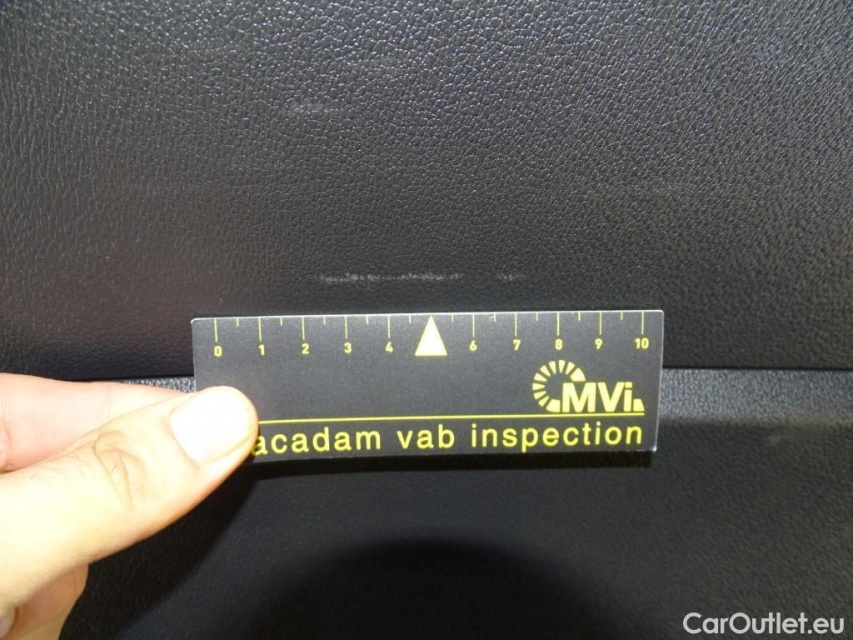 0 1 2 3 4 6 7 8 9 10
MVi
acadam vab inspection
CarOutlet.eu